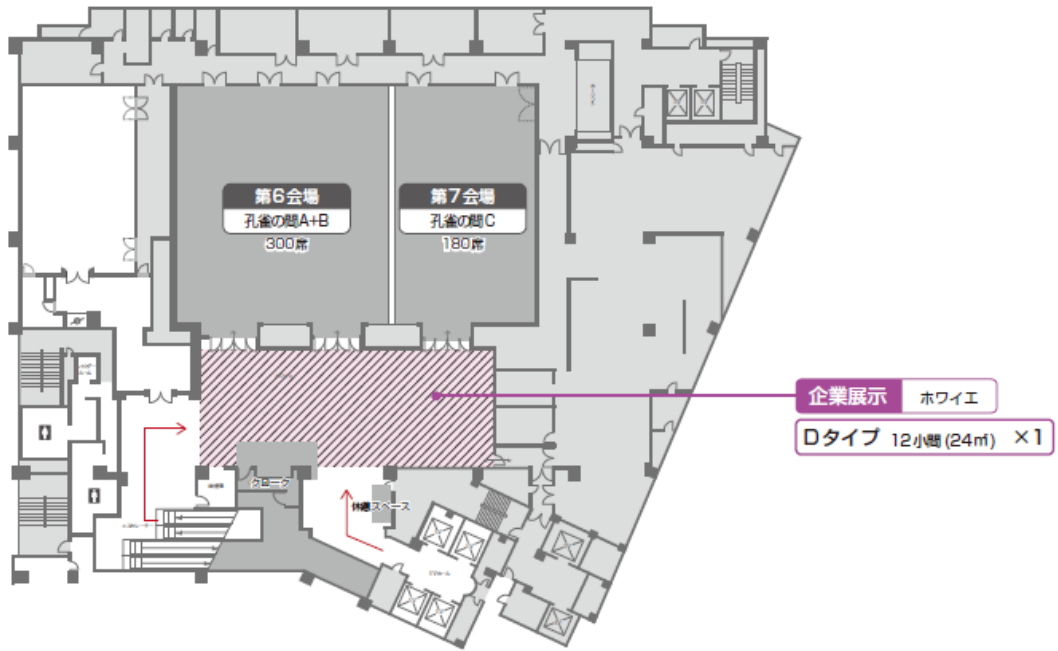 第6会場
孔雀の間A+B
300席
第7会場
孔雀の間C
180席
企業展示
ホワイエ
Dタイプ 12小間(24㎡) ×1
クローク
休憩スペース